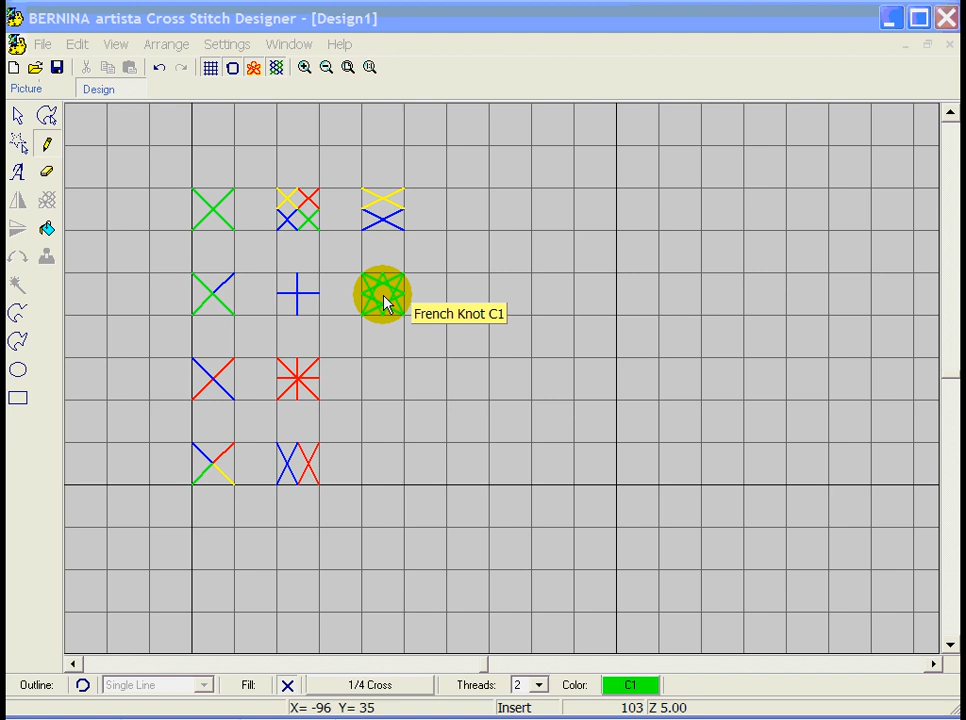 BERNINA artista Cross Stitch Designer - [Design1]
File Edit View Arrange Settings Window Help
Picture Design
A
French Knot C1
Outline: Single Line Fill: 1/4 Cross Threads: 2 Color: C1
X= -96 Y= 35 Insert 103 Z 5.00